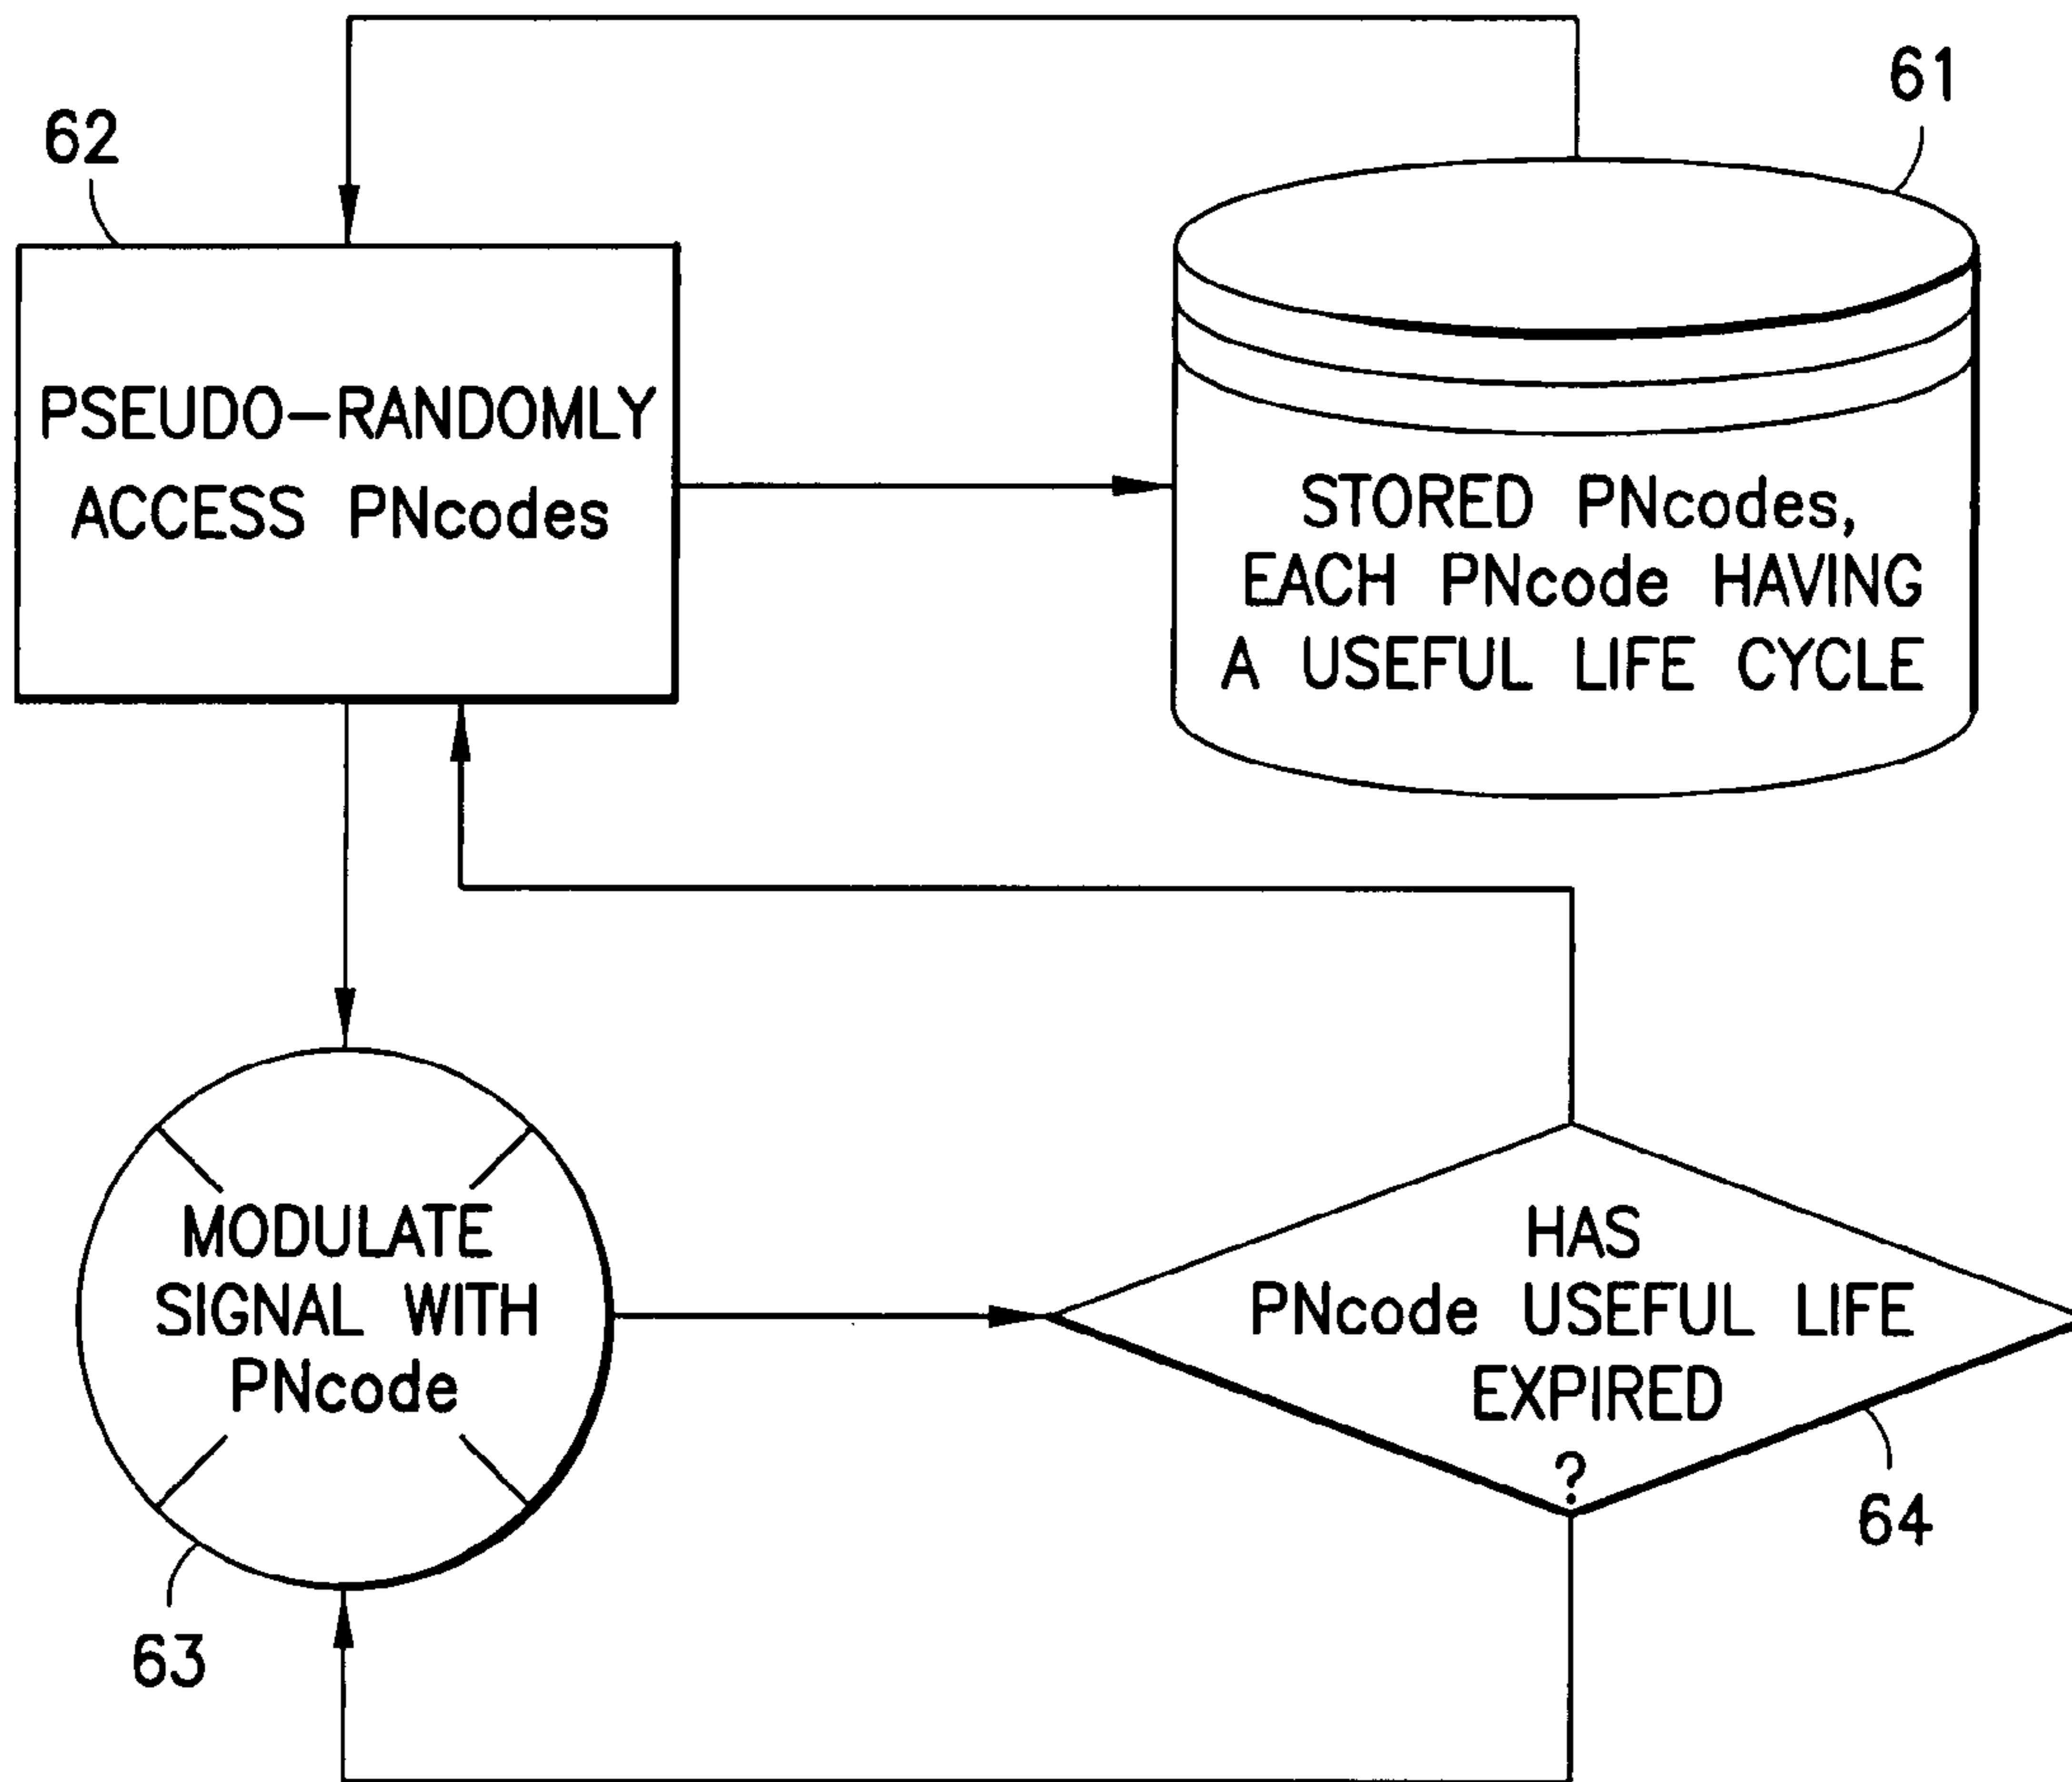 61
62
PSEUDO-RANDOMLY
ACCESS PNcodes
STORED PNcodes,
EACH PNcode HAVING
A USEFUL LIFE CYCLE
MODULATE
SIGNAL WITH
PNcode
63
HAS
PNcode USEFUL LIFE
EXPIRED
?
64